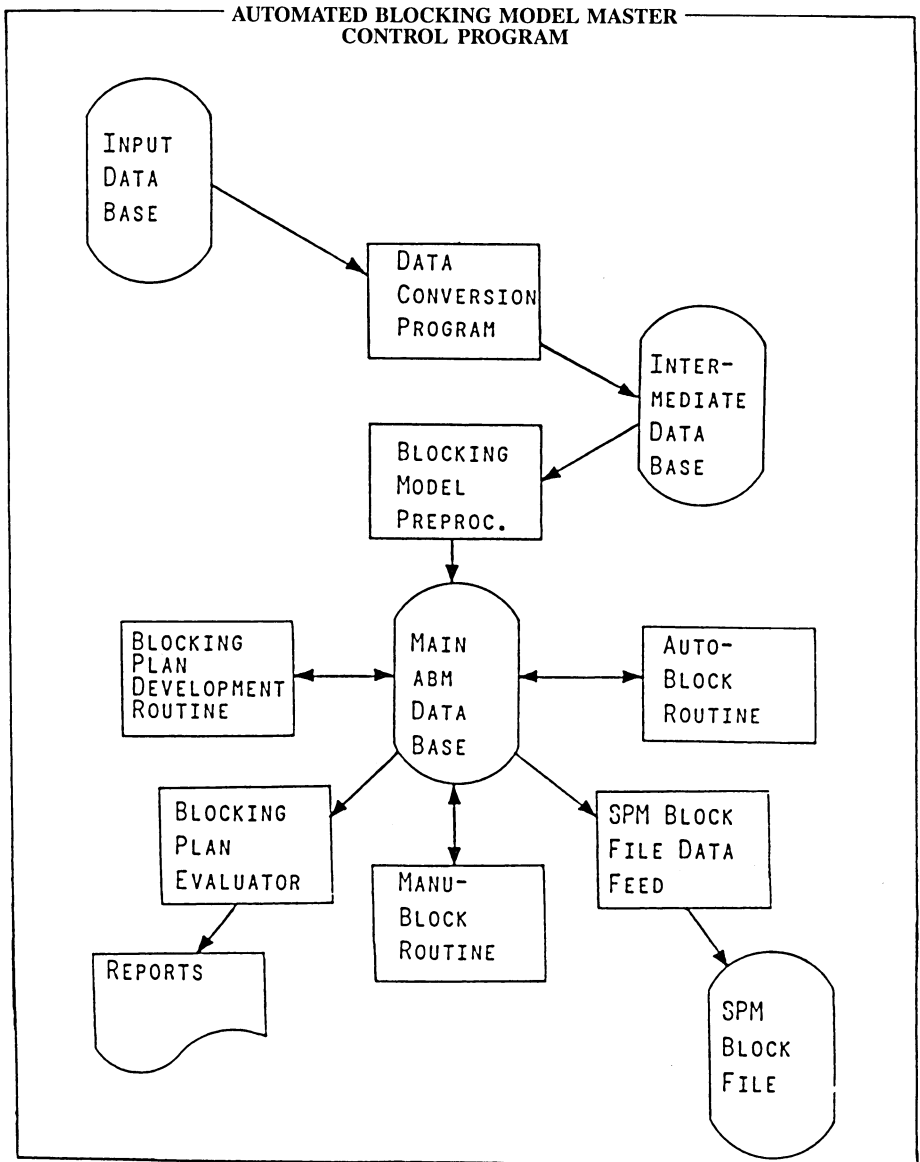 AUTOMATED BLOCKING MODEL MASTER
CONTROL PROGRAM
INPUT
DATA
BASE
DATA
CONVERSION
PROGRAM
INTER-
MEDIATE
DATA
BASE
BLOCKING
MODEL
PREPROC.
BLOCKING
PLAN
DEVELOPMENT
ROUTINE
MAIN
ABM
DATA
BASE
AUTO-
BLOCK
ROUTINE
BLOCKING
PLAN
EVALUATOR
MANU-
BLOCK
ROUTINE
SPM BLOCK
FILE DATA
FEED
REPORTS
SPM
BLOCK
FILE